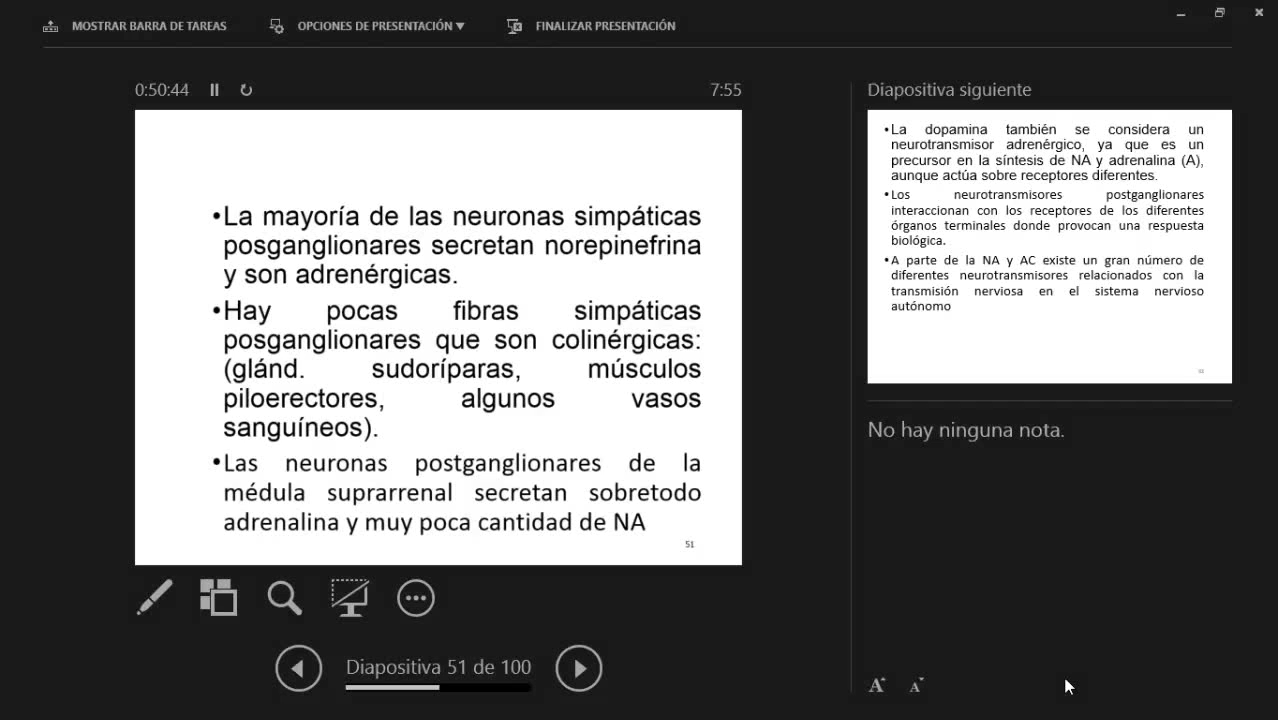 MOSTRAR BARRA DE TAREAS
OPCIONES DE PRESENTACIÓN
FINALIZAR PRESENTACIÓN
0:50:44
7:55
•La mayoría de las neuronas simpáticas
posganglionares secretan norepinefrina
y son adrenérgicas.
•Hay pocas fibras simpáticas
posganglionares que son colinérgicas:
(glánd. sudoríparas, músculos
piloerectores, algunos vasos
sanguíneos).
•Las neuronas postganglionares de la
médula suprarrenal secretan sobretodo
adrenalina y muy poca cantidad de NA
51
Diapositiva 51 de 100
Diapositiva siguiente
•La dopamina también se considera un
neurotransmisor adrenérgico, ya que es un
precursor en la síntesis de NA y adrenalina (A),
aunque actúa sobre receptores diferentes.
•Los neurotransmisores postganglionares
interaccionan con los receptores de los diferentes
órganos terminales donde provocan una respuesta
biológica.
•A parte de la NA y AC existe un gran número de
diferentes neurotransmisores relacionados con la
transmisión nerviosa en el sistema nervioso
autónomo
No hay ninguna nota.
A A